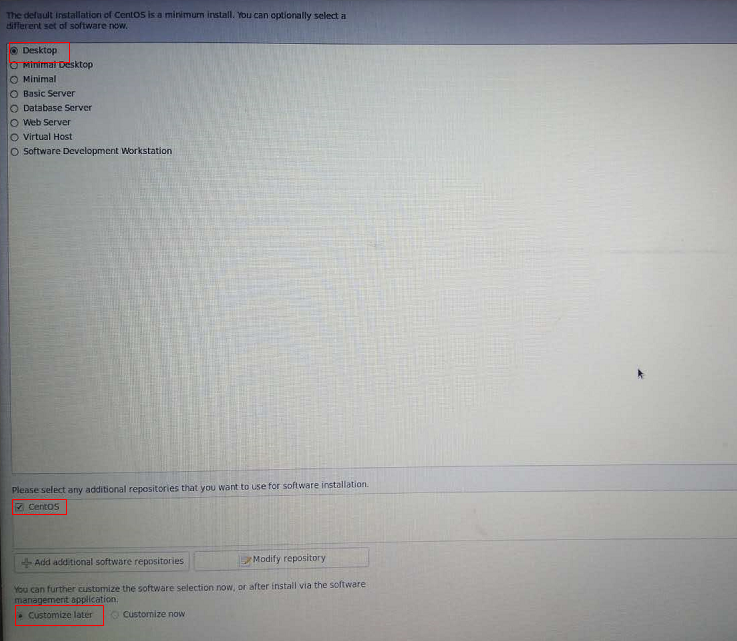 The default installation of CentOS is a minimum install. You can optionally select a
different set of software now.
Desktop
Minimal Desktop
Minimal
Basic Server
Database Server
Web Server
Virtual Host
Software Development Workstation
Please select any additional repositories that you want to use for software installation.
CentOS
Add additional software repositories
Modify repository
You can further customize the software selection now, or after install via the software
management application.
Customize later
Customize now